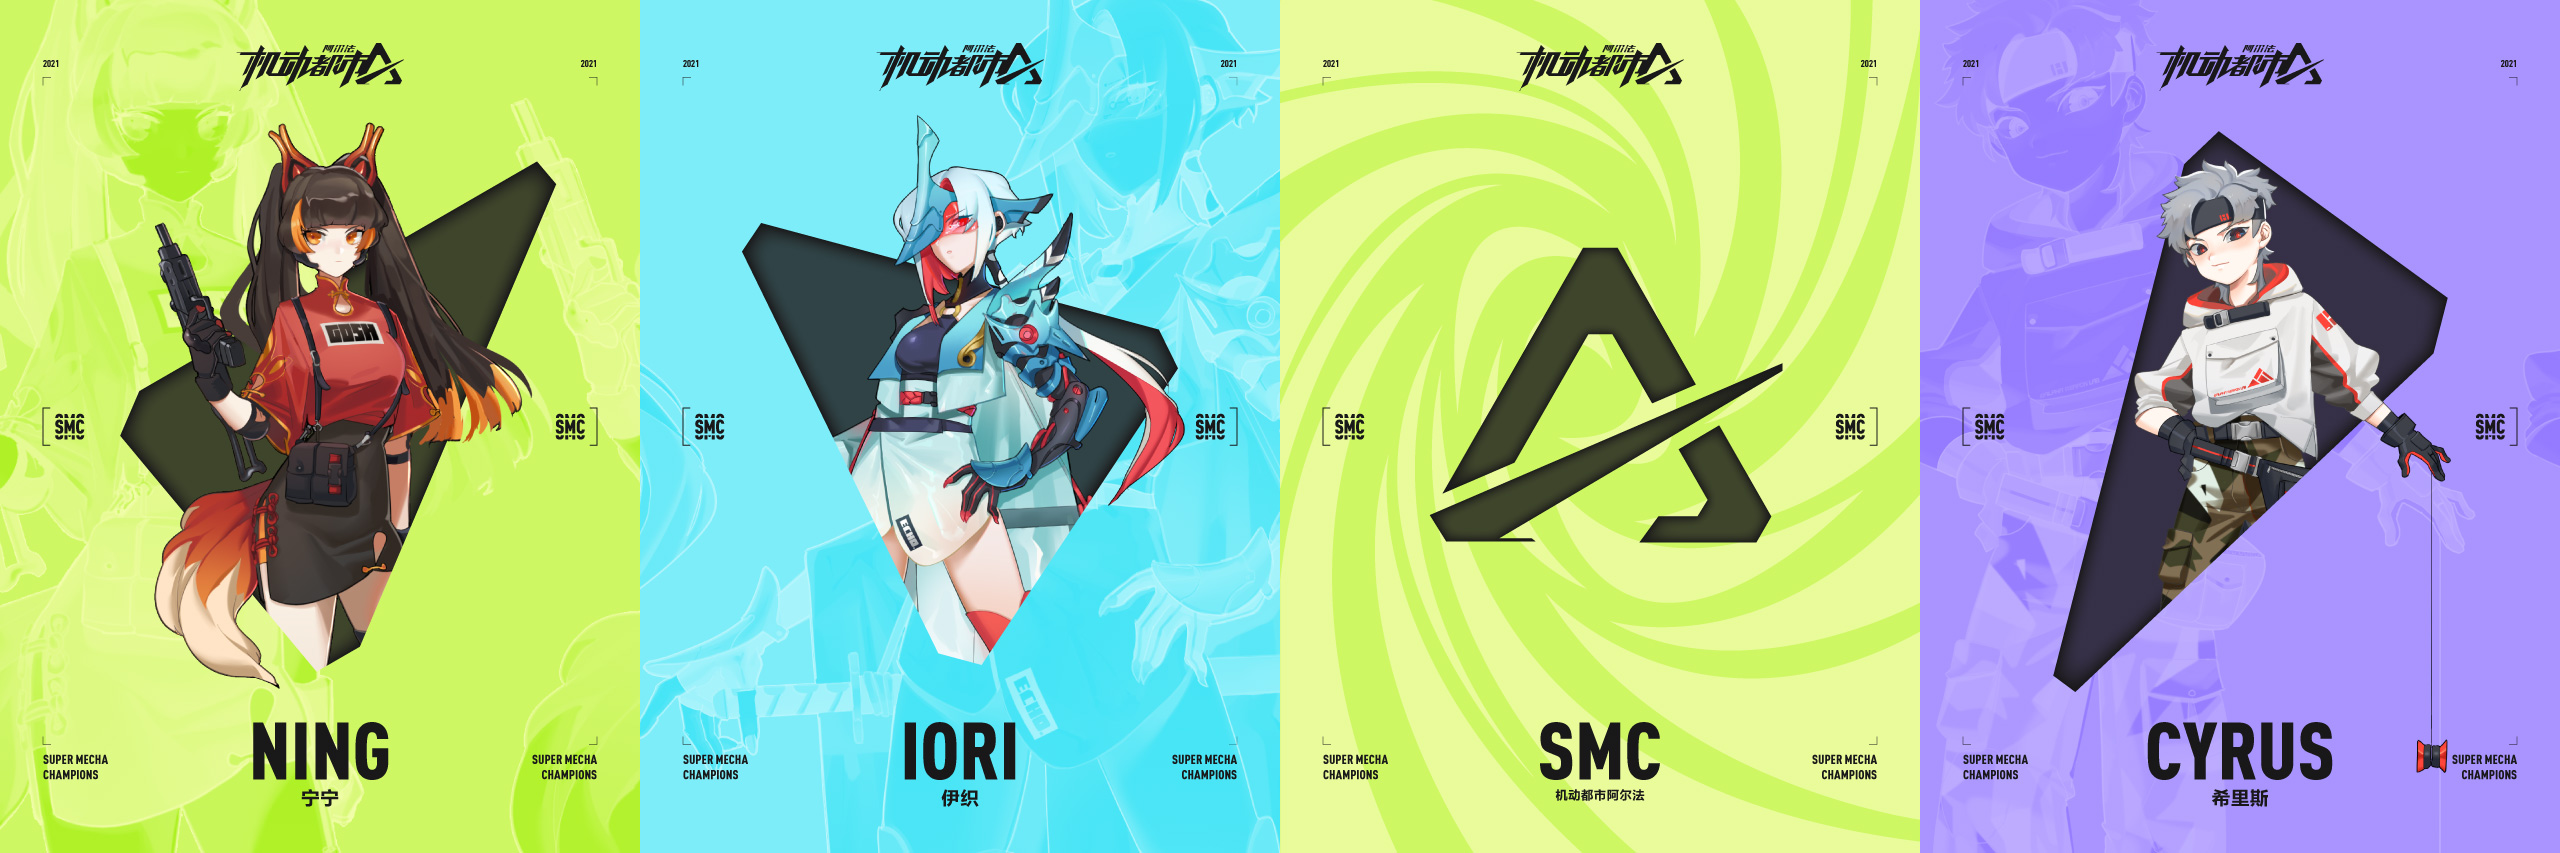 2021
机动都市
阿尔法
2021
GOSH
SMC
SMC
NING
宁宁
SUPER MECHA
CHAMPIONS
SUPER MECHA
CHAMPIONS
2021
机动都市
阿尔法
2021
SMC
SMC
ECHO
ECHO
IORI
伊织
SUPER MECHA
CHAMPIONS
SUPER MECHA
CHAMPIONS
2021
机动都市
阿尔法
2021
SMC
SMC
SMC
机动都市阿尔法
SUPER MECHA
CHAMPIONS
SUPER MECHA
CHAMPIONS
2021
机动都市
阿尔法
2021
SMC
SMC
CYRUS
希里斯
SUPER MECHA
CHAMPIONS
SUPER MECHA
CHAMPIONS